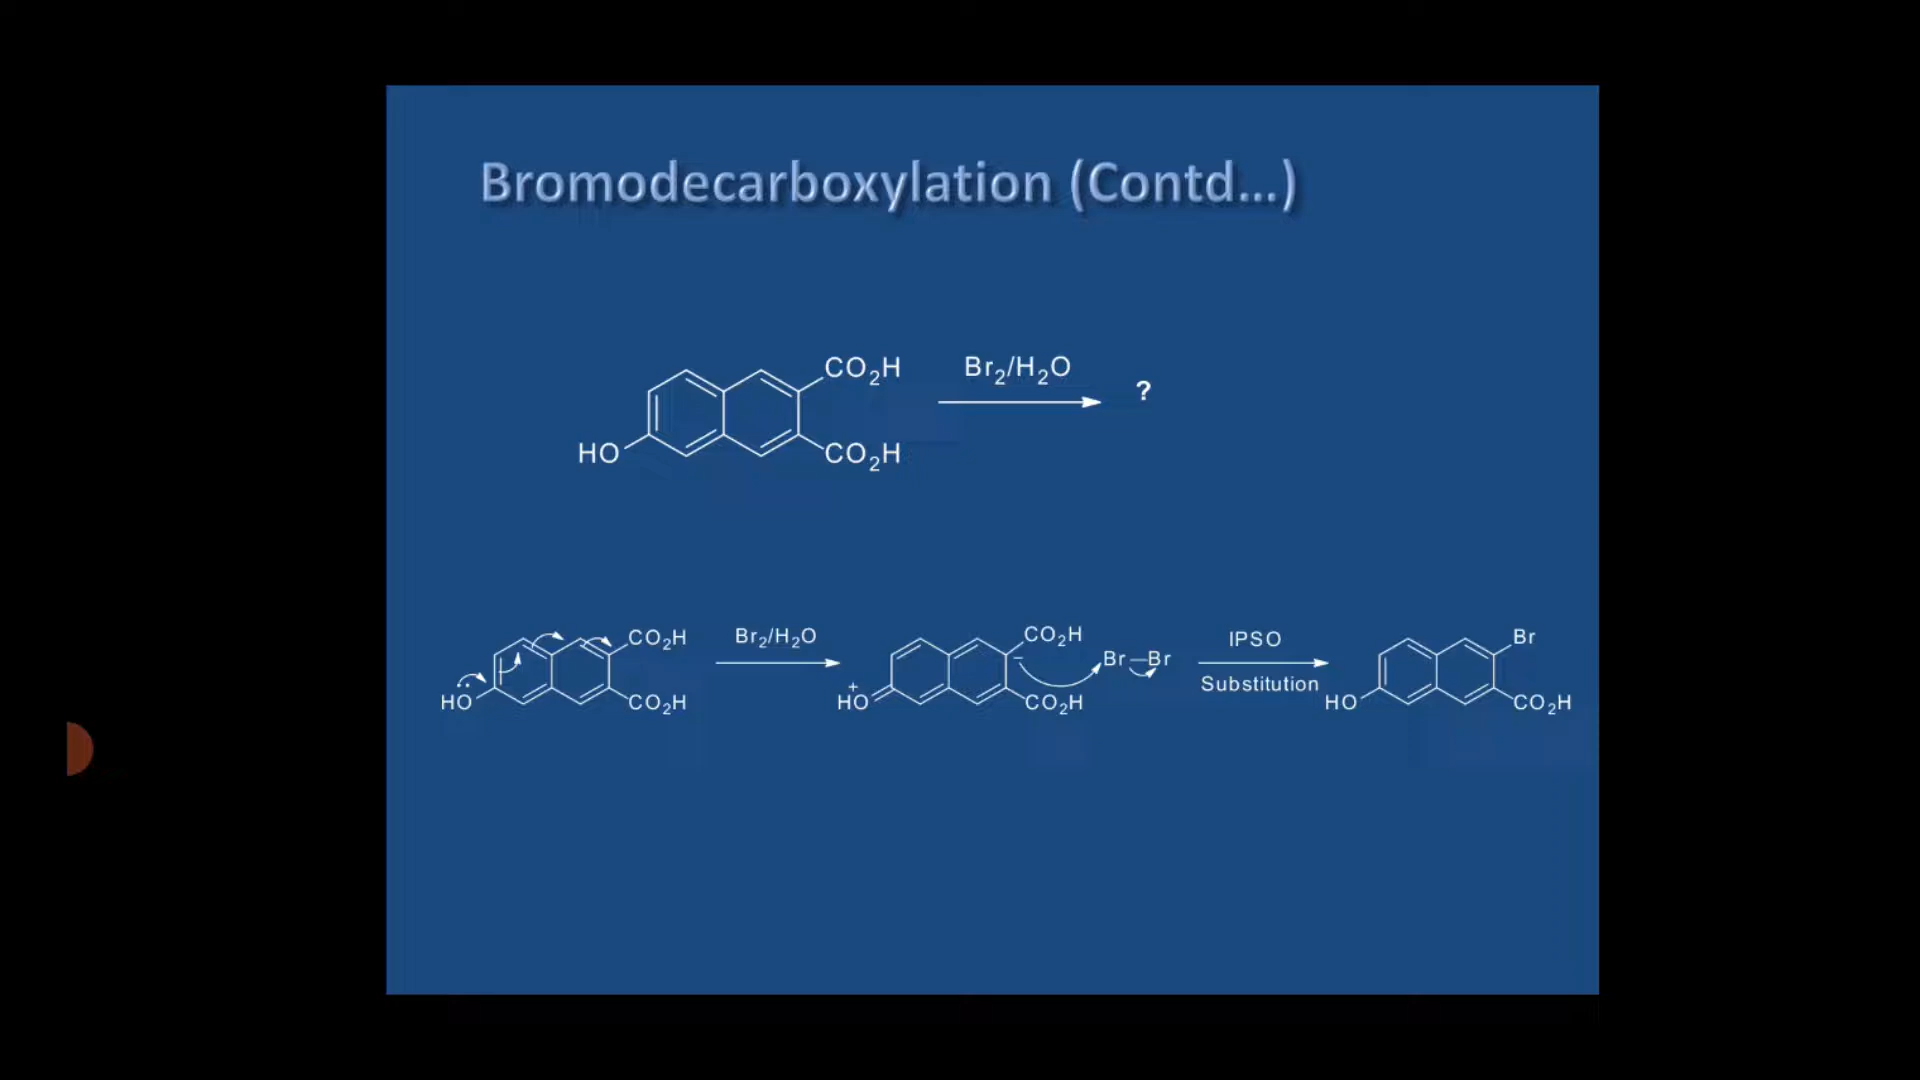 Bromodecarboxylation (Contd...)
CO₂H
Br₂/H₂O
?
HO
CO₂H
CO₂H
Br₂/H₂O
CO₂H
IPSO
Br
Br–Br
Substitution
HO
CO₂H
+
HO
–
CO₂H
HO
CO₂H